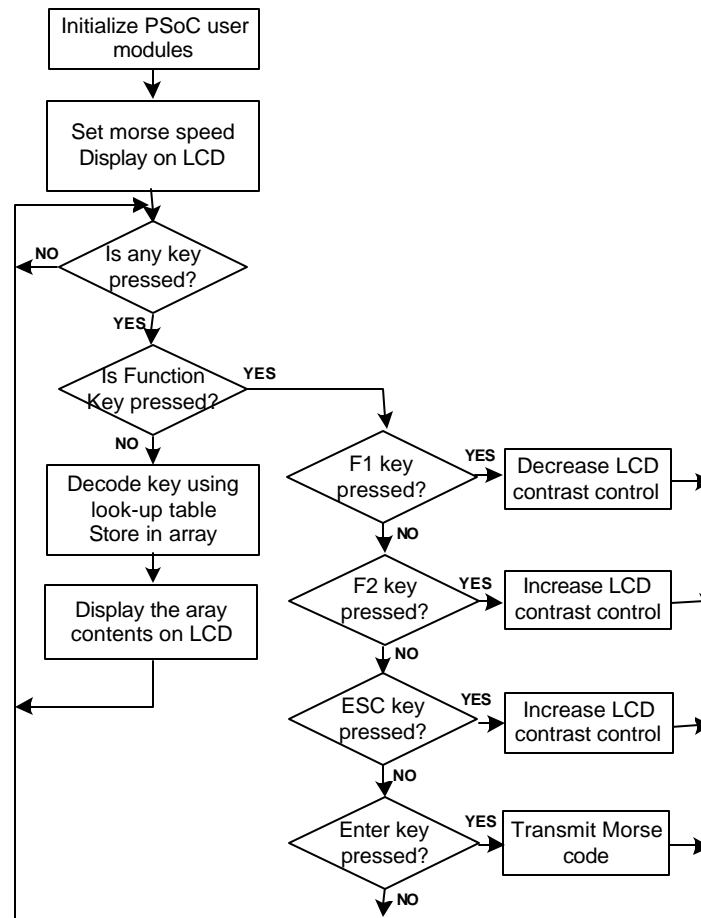 Initialize PSoC user
modules
Set morse speed
Display on LCD
NO
Is any key
pressed?
YES
Is Function
Key pressed?
YES
NO
Decode key using
look-up table
Store in array
Display the aray
contents on LCD
F1 key
pressed?
YES
Decrease LCD
contrast control
NO
F2 key
pressed?
YES
Increase LCD
contrast control
NO
ESC key
pressed?
YES
Increase LCD
contrast control
NO
Enter key
pressed?
YES
Transmit Morse
code
NO